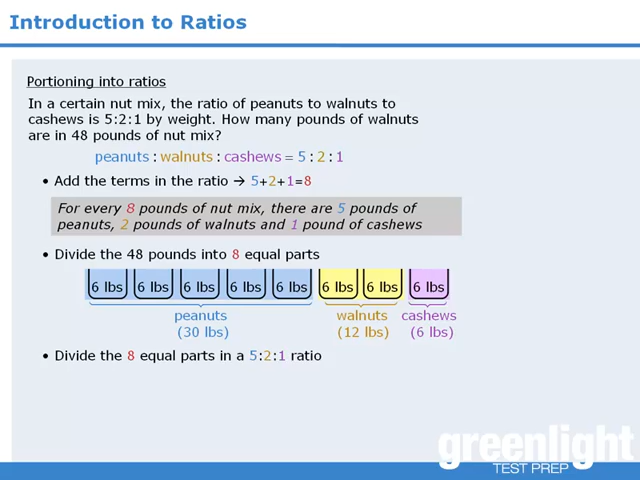 Introduction to Ratios
Portioning into ratios
In a certain nut mix, the ratio of peanuts to walnuts to
cashews is 5:2:1 by weight. How many pounds of walnuts
are in 48 pounds of nut mix?
peanuts : walnuts : cashews = 5 : 2 : 1
• Add the terms in the ratio → 5+2+1=8
For every 8 pounds of nut mix, there are 5 pounds of
peanuts, 2 pounds of walnuts and 1 pound of cashews
• Divide the 48 pounds into 8 equal parts
6 lbs 6 lbs 6 lbs 6 lbs 6 lbs 6 lbs 6 lbs 6 lbs
peanuts walnuts cashews
(30 lbs) (12 lbs) (6 lbs)
• Divide the 8 equal parts in a 5:2:1 ratio
greenlight
TEST PREP